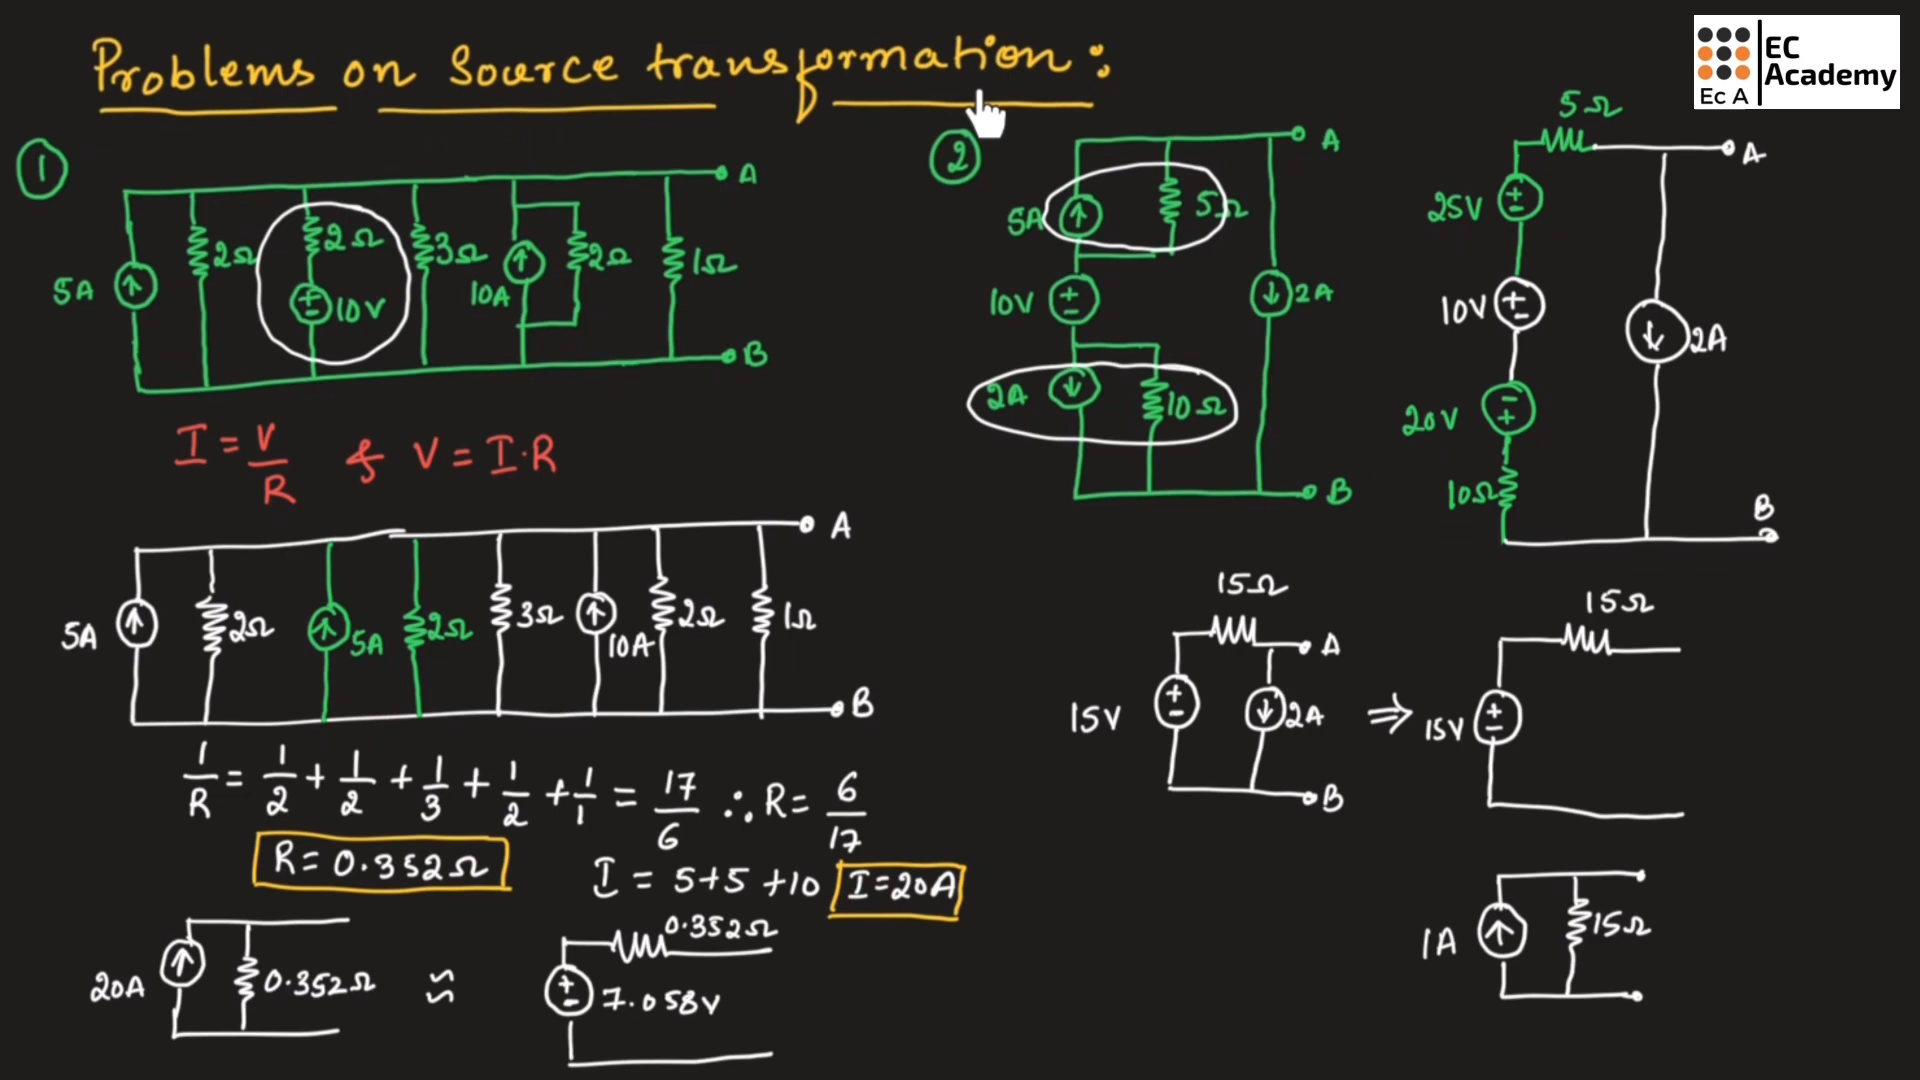 Problems on Source transformation :
EC Academy
Ec A
1
5A 2Ω 2Ω 10V 3Ω 10A 2Ω 1Ω A B
I = V/R & V = I·R
5A 2Ω 5A 2Ω 3Ω 10A 2Ω 1Ω A B
1/R = 1/2 + 1/2 + 1/3 + 1/2 + 1/1 = 17/6 ∴ R = 6/17
R = 0.352Ω
I = 5+5+10 I=20A
20A 0.352Ω ≈ 0.352Ω 7.058V
2
5A 5Ω A
10V 2A
2A 10Ω B
5Ω A
25V
10V 2A
20V
10Ω B
15Ω A
15V 2A ⇒
B
15Ω
15V
1A 15Ω